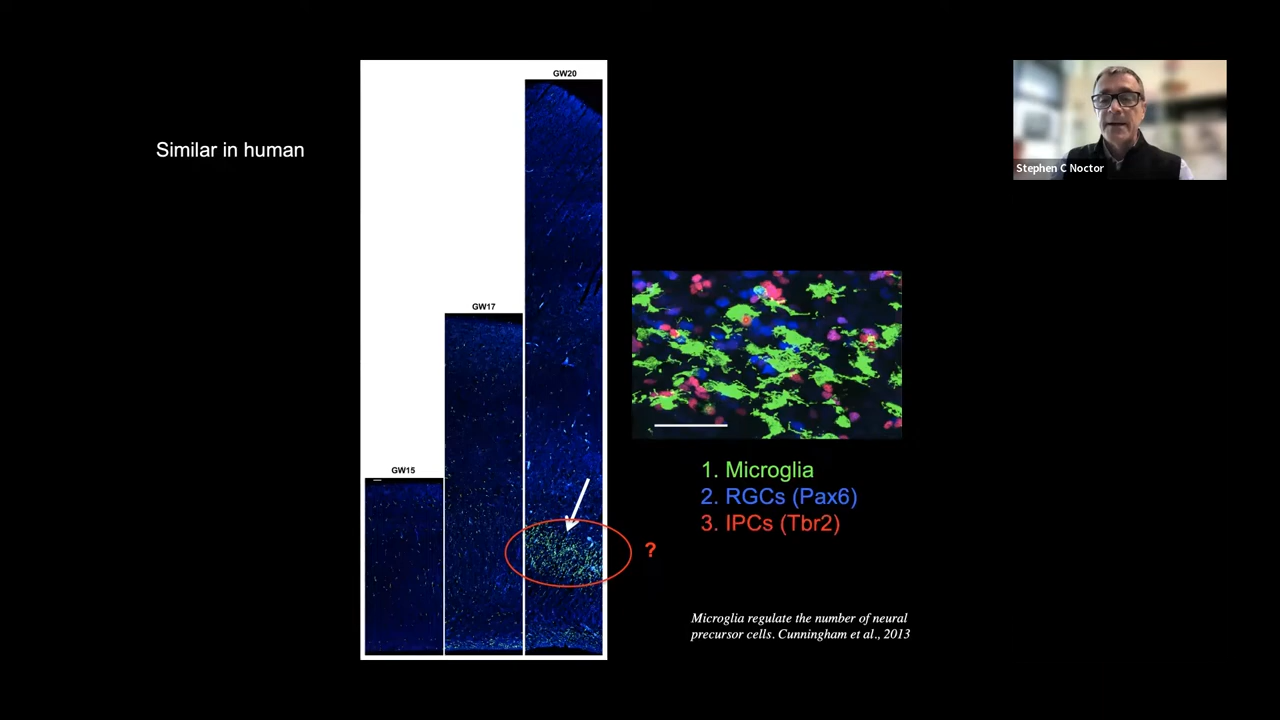 GW20
Similar in human
Stephen C Noctor
GW17
GW15
1. Microglia
2. RGCs (Pax6)
3. IPCs (Tbr2)
?
Microglia regulate the number of neural
precursor cells. Cunningham et al., 2013